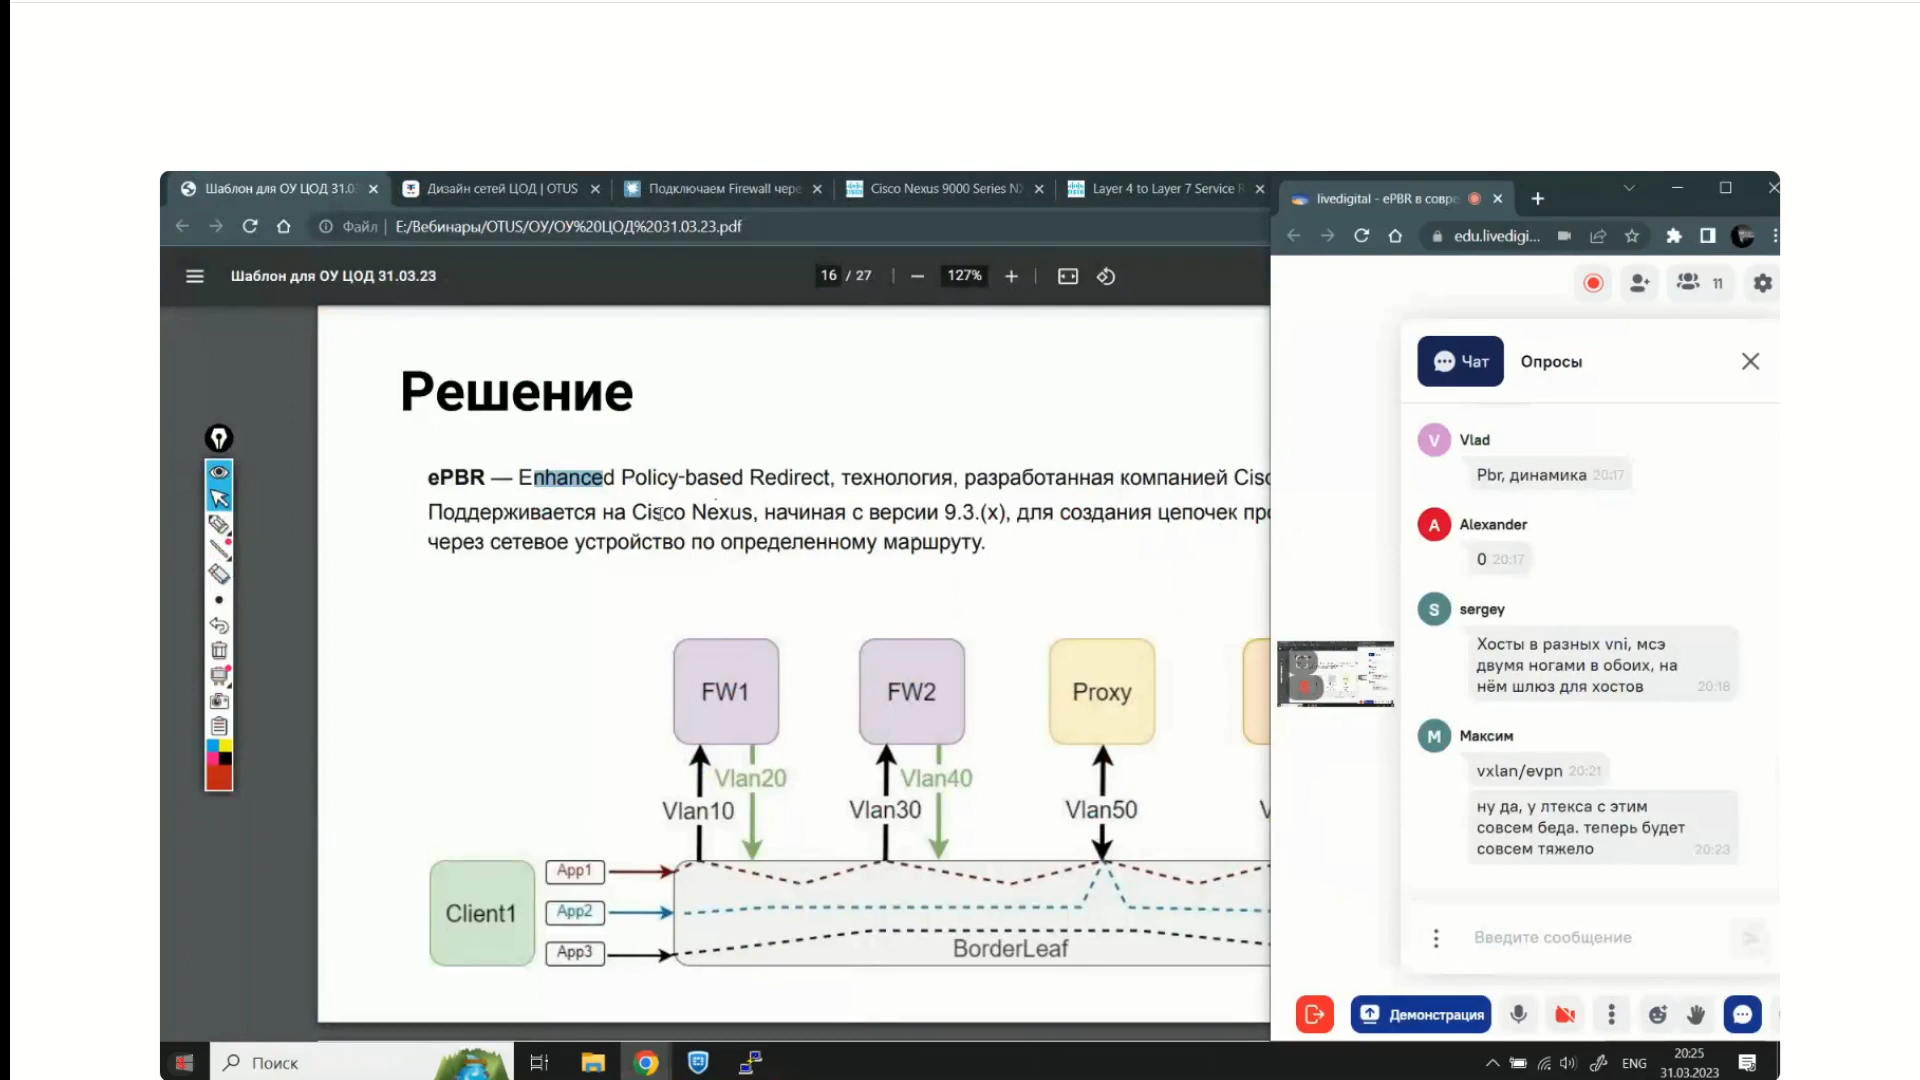 Шаблон для ОУ ЦОД 31.0
Дизайн сетей ЦОД | OTUS
Подключаем Firewall чере
Cisco Nexus 9000 Series N
Layer 4 to Layer 7 Service R
livedigital - ePBR в совре
Файл
E:/Вебинары/OTUS/ОУ/ОУ%20ЦОД%2031.03.23.pdf
edu.livedigi...
Шаблон для ОУ ЦОД 31.03.23
16 / 27
127%
11
Чат
Опросы
Решение
ePBR — Enhanced Policy-based Redirect, технология, разработанная компанией Cisc
Поддерживается на Cisco Nexus, начиная с версии 9.3.(x), для создания цепочек пр
через сетевое устройство по определенному маршруту.
FW1
FW2
Proxy
Vlan20
Vlan40
Vlan10
Vlan30
Vlan50
V
Client1
App1
App2
App3
BorderLeaf
V
Vlad
Pbr, динамика 20:17
A
Alexander
0 20:17
S
sergey
Хосты в разных vni, мсэ
двумя ногами в обоих, на
нём шлюз для хостов 20:18
М
Максим
vxlan/evpn 20:21
ну да, у лтекса с этим
совсем беда. теперь будет
совсем тяжело 20:23
Введите сообщение
Демонстрация
Поиск
ENG
20:25
31.03.2023